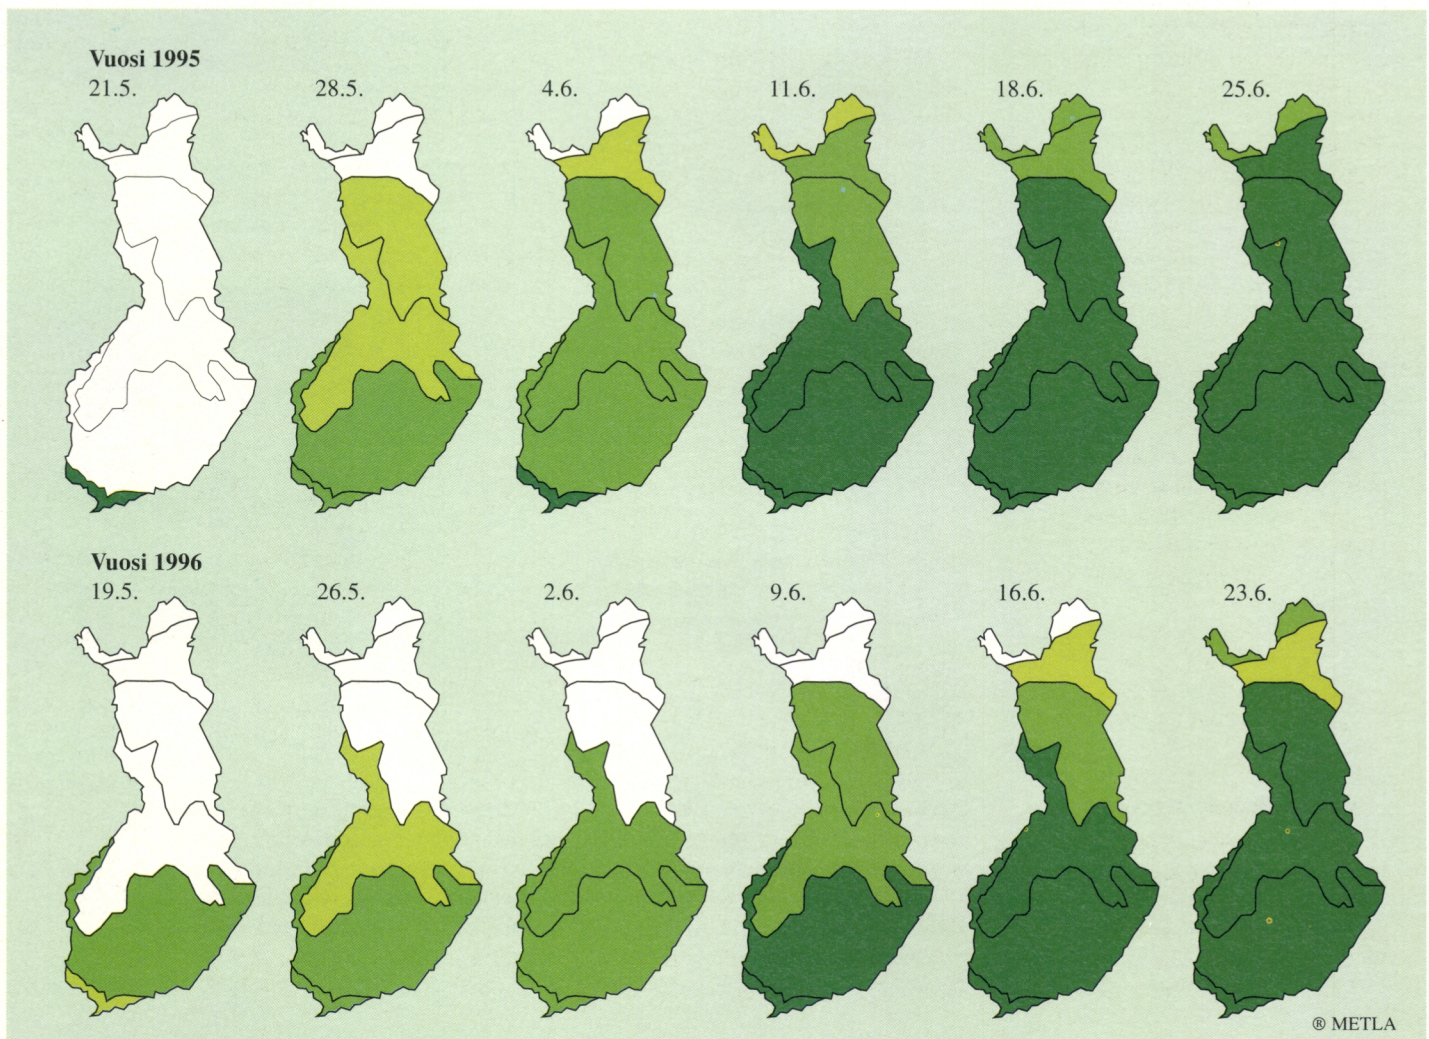 Vuosi 1995
21.5. 28.5. 4.6. 11.6. 18.6. 25.6.
Vuosi 1996
19.5. 26.5. 2.6. 9.6. 16.6. 23.6.
® METLA